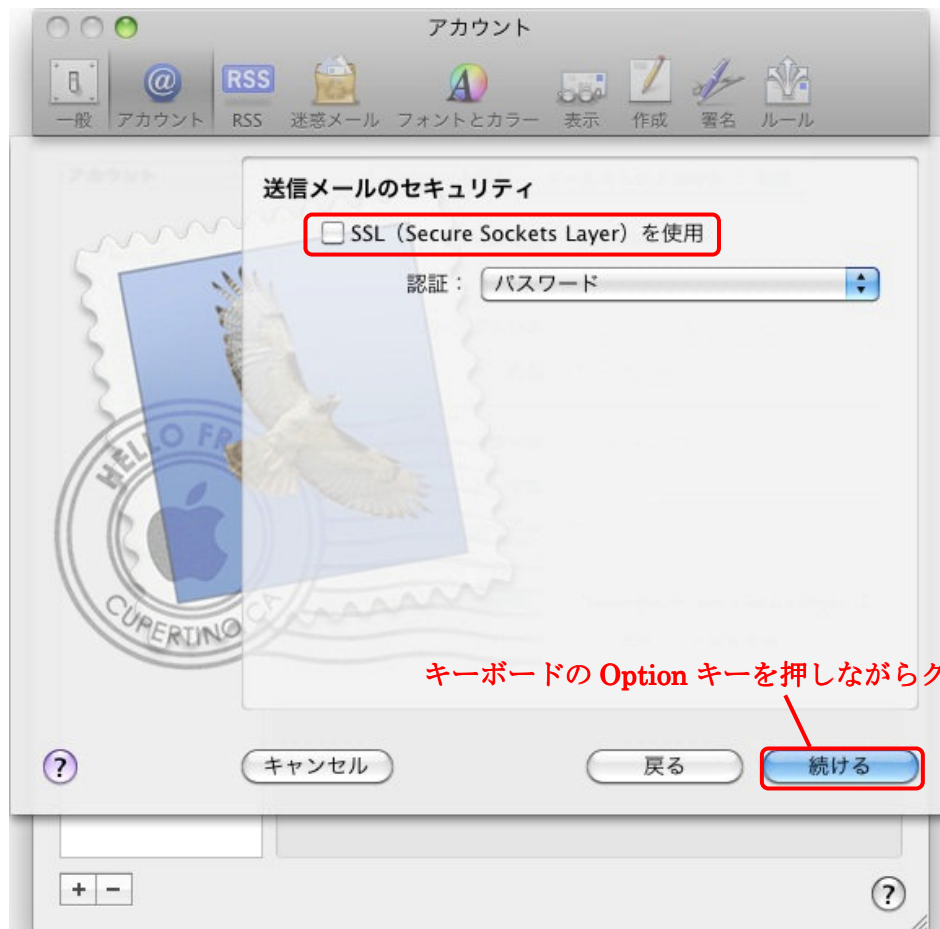 アカウント
RSS
一般 アカウント RSS 迷惑メール フォントとカラー 表示 作成 署名 ルール
送信メールのセキュリティ
SSL（Secure Sockets Layer）を使用
認証： パスワード
HELLO FR
CUPERTINO CA
キーボードの Option キーを押しながらク
? キャンセル 戻る 続ける
+ − ?